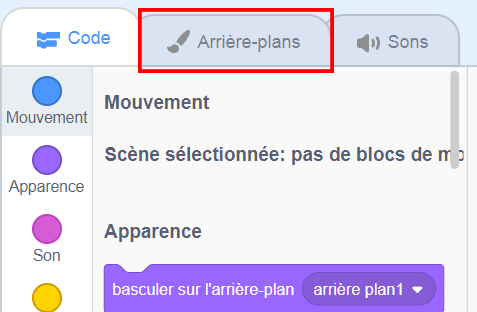 Code
Arrière-plans
Sons
Mouvement
Apparence
Son
Mouvement
Scène sélectionnée: pas de blocs de mo
Apparence
basculer sur l'arrière-plan arrière plan1